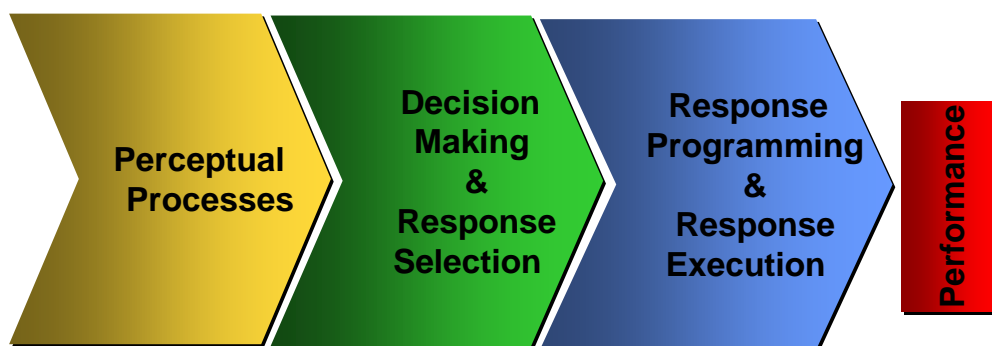 Perceptual
Processes
Decision
Making
&
Response
Selection
Response
Programming
&
Response
Execution
Performance